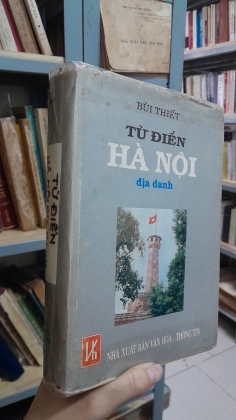 BÙI THIẾT
TỪ ĐIỂN
HÀ NỘI
địa danh
NHÀ XUẤT BẢN VĂN HÓA - THÔNG TIN
TỪ ĐIỂN